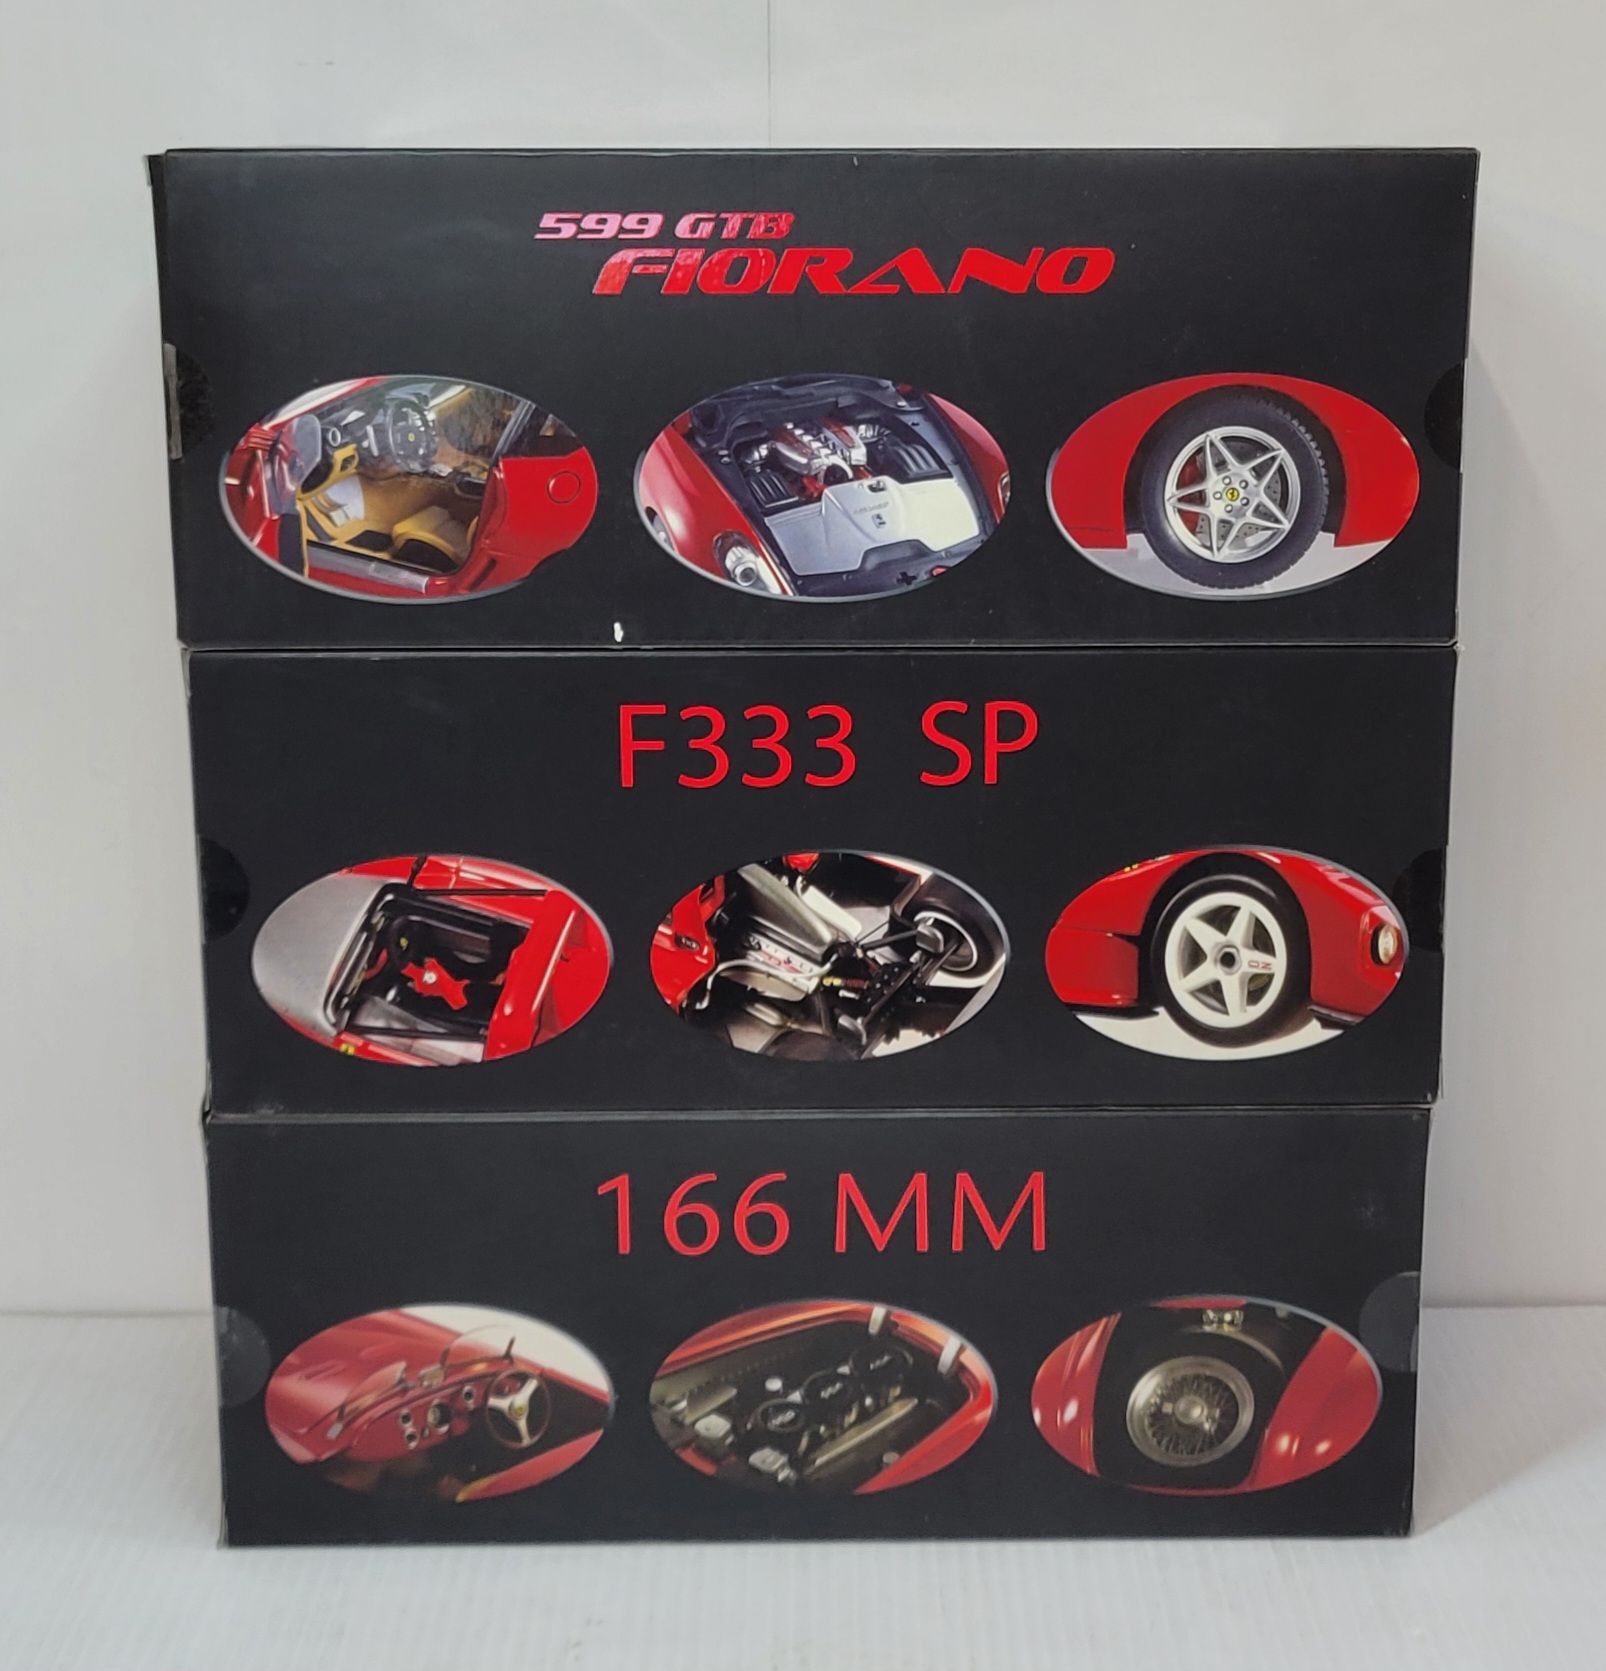 599 GTB
FIORANO
F333 SP
166 MM